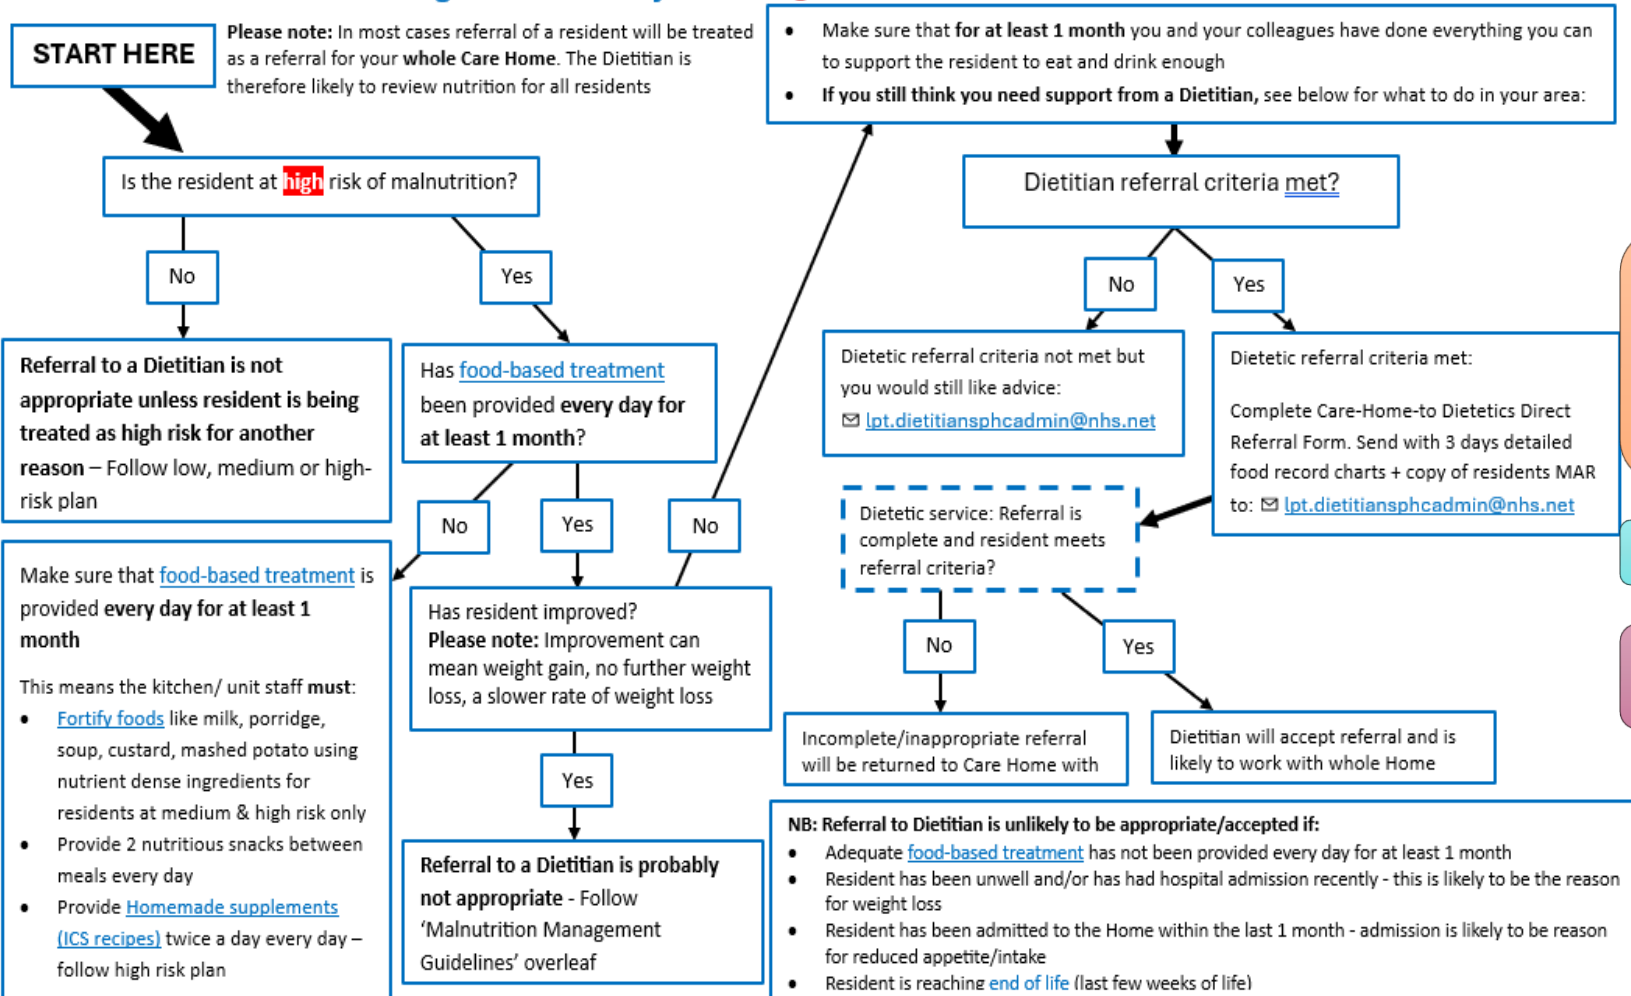 START HERE
Please note: In most cases referral of a resident will be treated
as a referral for your whole Care Home. The Dietitian is
therefore likely to review nutrition for all residents
Is the resident at high risk of malnutrition?
No
Yes
Referral to a Dietitian is not
appropriate unless resident is being
treated as high risk for another
reason – Follow low, medium or high-
risk plan
Has food-based treatment
been provided every day for
at least 1 month?
No
Yes
No
Make sure that food-based treatment is
provided every day for at least 1
month
This means the kitchen/ unit staff must:
• Fortify foods like milk, porridge,
soup, custard, mashed potato using
nutrient dense ingredients for
residents at medium & high risk only
• Provide 2 nutritious snacks between
meals every day
• Provide Homemade supplements
(ICS recipes) twice a day every day –
follow high risk plan
Has resident improved?
Please note: Improvement can
mean weight gain, no further weight
loss, a slower rate of weight loss
Yes
Referral to a Dietitian is probably
not appropriate - Follow
‘Malnutrition Management
Guidelines’ overleaf
• Make sure that for at least 1 month you and your colleagues have done everything you can
to support the resident to eat and drink enough
• If you still think you need support from a Dietitian, see below for what to do in your area:
Dietitian referral criteria met?
No
Yes
Dietetic referral criteria not met but
you would still like advice:
✉ lpt.dietitiansphcadmin@nhs.net
Dietetic referral criteria met:
Complete Care-Home-to Dietetics Direct
Referral Form. Send with 3 days detailed
food record charts + copy of residents MAR
to: ✉ lpt.dietitiansphcadmin@nhs.net
Dietetic service: Referral is
complete and resident meets
referral criteria?
No
Yes
Incomplete/inappropriate referral
will be returned to Care Home with
Dietitian will accept referral and is
likely to work with whole Home
NB: Referral to Dietitian is unlikely to be appropriate/accepted if:
• Adequate food-based treatment has not been provided every day for at least 1 month
• Resident has been unwell and/or has had hospital admission recently - this is likely to be the reason
for weight loss
• Resident has been admitted to the Home within the last 1 month - admission is likely to be reason
for reduced appetite/intake
• Resident is reaching end of life (last few weeks of life)